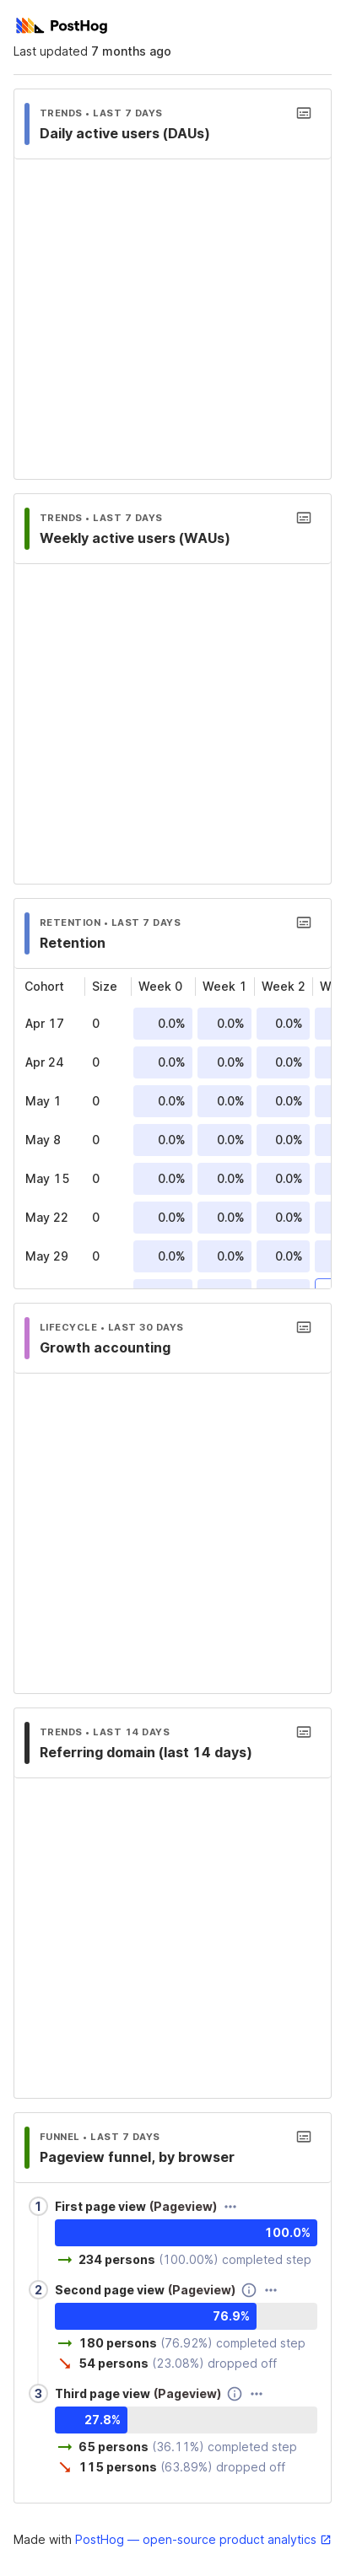 PostHog
Last updated 7 months ago
TRENDS • LAST 7 DAYS
Daily active users (DAUs)
TRENDS • LAST 7 DAYS
Weekly active users (WAUs)
RETENTION • LAST 7 DAYS
Retention
Cohort Size Week 0 Week 1 Week 2 W
Apr 17 0 0.0% 0.0% 0.0%
Apr 24 0 0.0% 0.0% 0.0%
May 1 0 0.0% 0.0% 0.0%
May 8 0 0.0% 0.0% 0.0%
May 15 0 0.0% 0.0% 0.0%
May 22 0 0.0% 0.0% 0.0%
May 29 0 0.0% 0.0% 0.0%
LIFECYCLE • LAST 30 DAYS
Growth accounting
TRENDS • LAST 14 DAYS
Referring domain (last 14 days)
FUNNEL • LAST 7 DAYS
Pageview funnel, by browser
1 First page view (Pageview)
100.0%
234 persons (100.00%) completed step
2 Second page view (Pageview)
76.9%
180 persons (76.92%) completed step
54 persons (23.08%) dropped off
3 Third page view (Pageview)
27.8%
65 persons (36.11%) completed step
115 persons (63.89%) dropped off
Made with PostHog — open-source product analytics